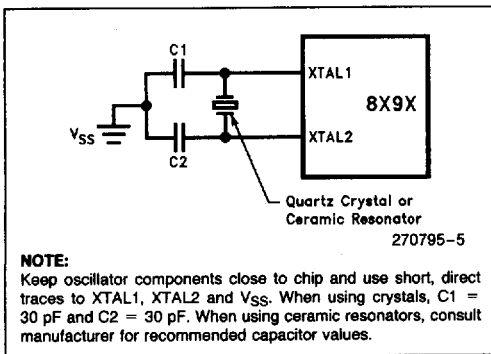 C1
XTAL1
8X9X
VSS
XTAL2
C2
Quartz Crystal or
Ceramic Resonator
270795-5
NOTE:
Keep oscillator components close to chip and use short, direct
traces to XTAL1, XTAL2 and VSS. When using crystals, C1 =
30 pF and C2 = 30 pF. When using ceramic resonators, consult
manufacturer for recommended capacitor values.